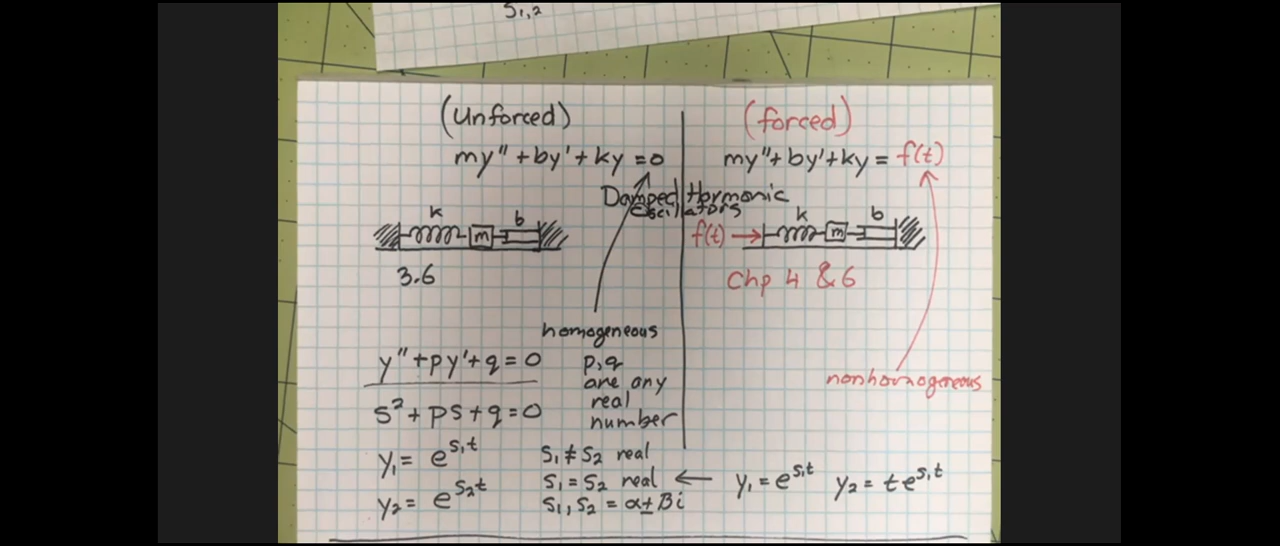 S₁,₂
(Unforced)
my" + by' + ky = 0
(forced)
my" + by' + ky = f(t)
Damped Harmonic
Oscillators
k
m
b
3.6
f(t) →
k
m
b
Chp 4 & 6
homogeneous
nonhomogeneous
y" + py' + q = 0
s² + ps + q = 0
p, q
are any
real
number
y₁ = e^{s₁t}
y₂ = e^{s₂t}
s₁ ≠ s₂ real
s₁ = s₂ real ← y₁ = e^{s₁t} y₂ = te^{s₁t}
s₁, s₂ = α ± βi